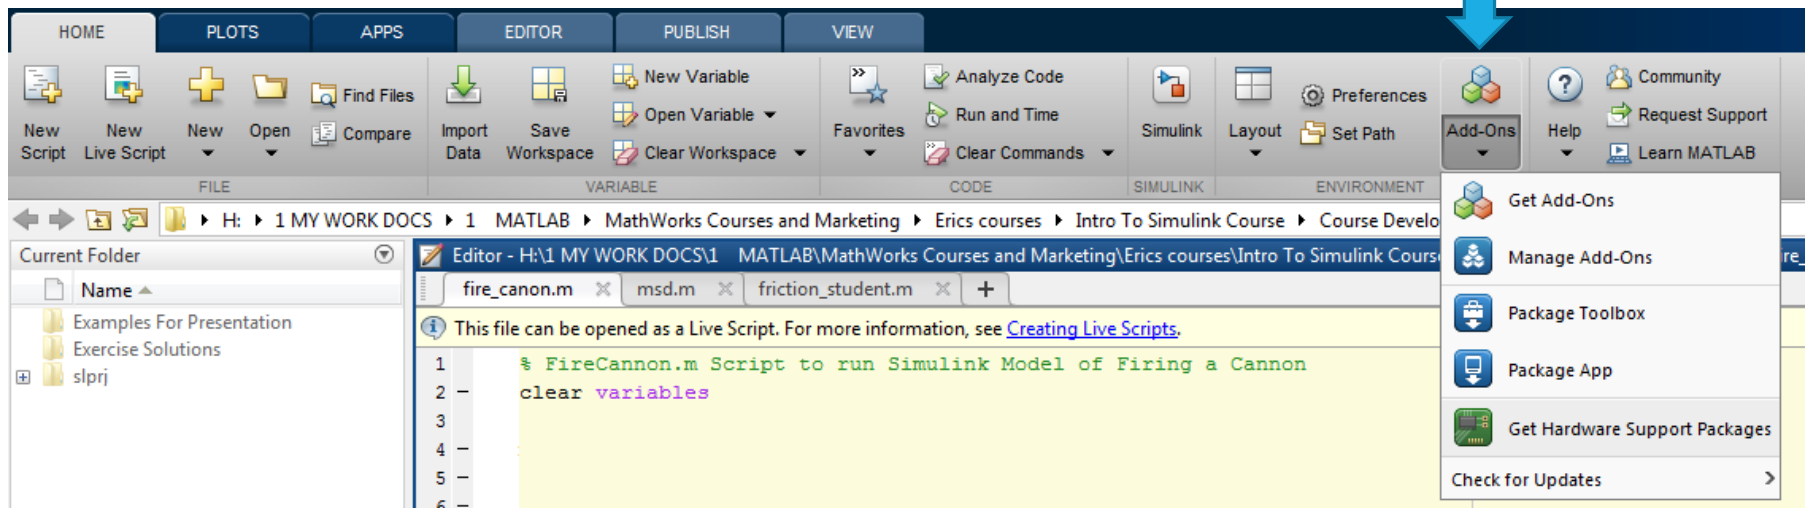 HOME PLOTS APPS EDITOR PUBLISH VIEW
New Script
New Live Script
New
Open
Find Files
Compare
FILE
Import Data
Save Workspace
New Variable
Open Variable
Clear Workspace
VARIABLE
Favorites
Analyze Code
Run and Time
Clear Commands
CODE
Simulink
SIMULINK
Layout
Preferences
Set Path
Add-Ons
ENVIRONMENT
Help
Community
Request Support
Learn MATLAB
H: 1 MY WORK DOCS 1 MATLAB MathWorks Courses and Marketing Erics courses Intro To Simulink Course Course Develo
Current Folder
Name
Examples For Presentation
Exercise Solutions
slprj
Editor - H:\1 MY WORK DOCS\1 MATLAB\MathWorks Courses and Marketing\Erics courses\Intro To Simulink Cours
ire_
fire_canon.m msd.m friction_student.m +
This file can be opened as a Live Script. For more information, see Creating Live Scripts.
1 % FireCannon.m Script to run Simulink Model of Firing a Cannon
2 clear variables
3
4
5
6
Get Add-Ons
Manage Add-Ons
Package Toolbox
Package App
Get Hardware Support Packages
Check for Updates